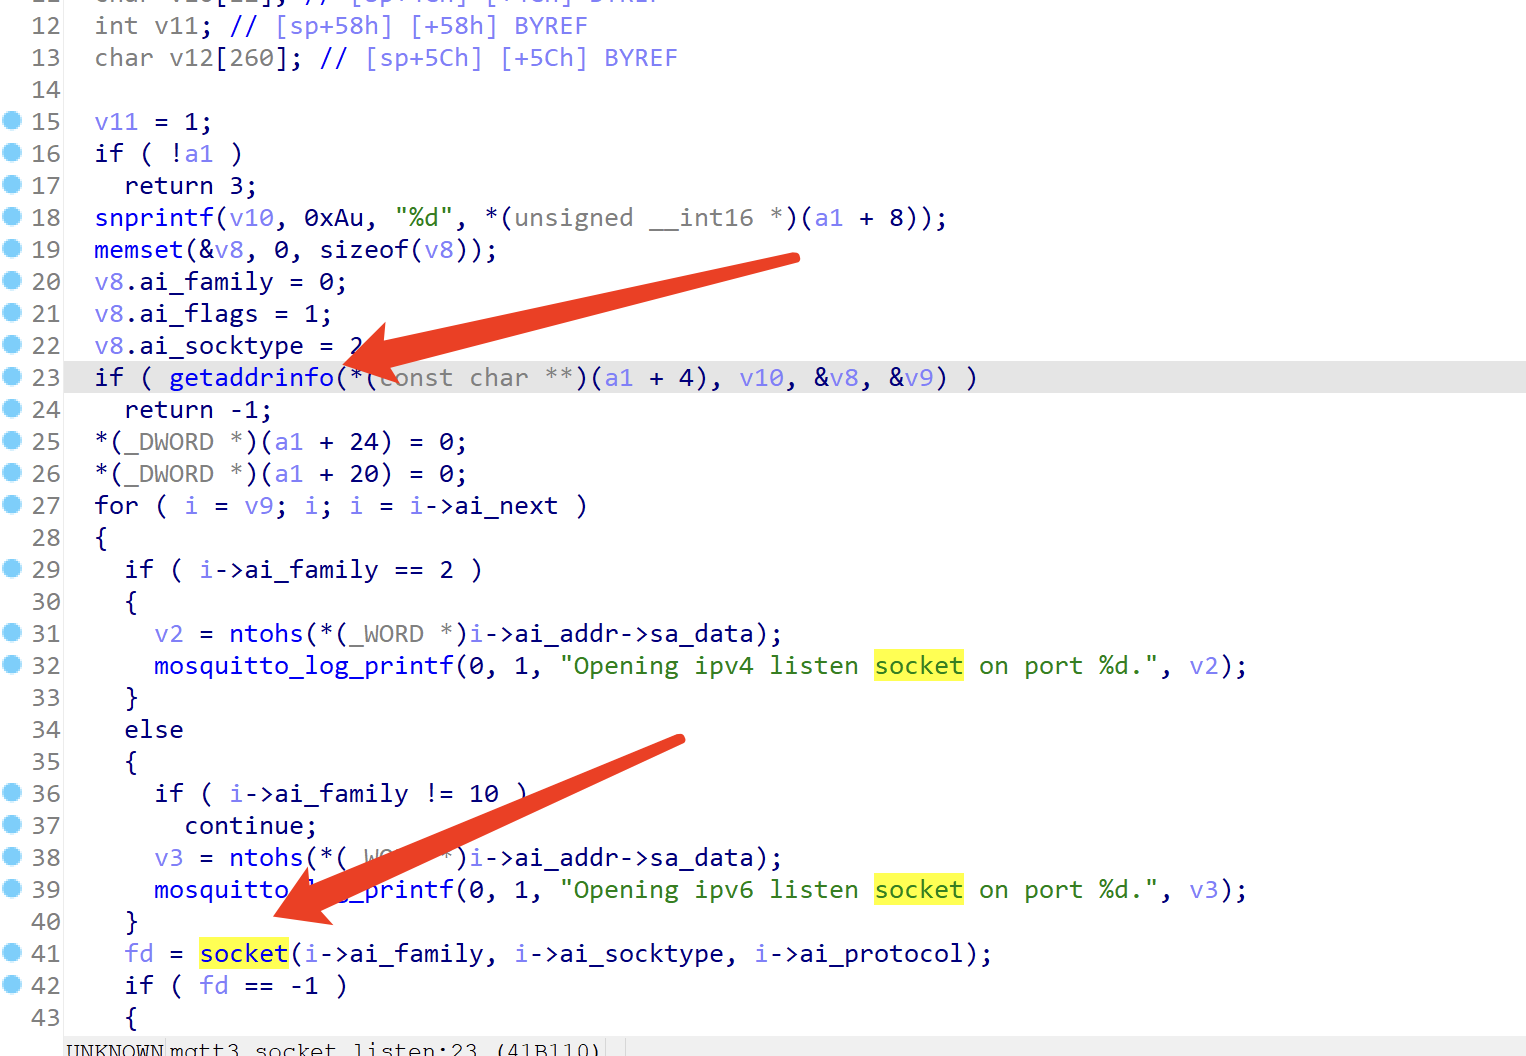 12 int v11; // [sp+58h] [+58h] BYREF
13 char v12[260]; // [sp+5Ch] [+5Ch] BYREF
14
15 v11 = 1;
16 if ( !a1 )
17 return 3;
18 snprintf(v10, 0xAu, "%d", *(unsigned __int16 *)(a1 + 8));
19 memset(&v8, 0, sizeof(v8));
20 v8.ai_family = 0;
21 v8.ai_flags = 1;
22 v8.ai_socktype = 2
23 if ( getaddrinfo(*(const char **)(a1 + 4), v10, &v8, &v9) )
24 return -1;
25 *(_DWORD *)(a1 + 24) = 0;
26 *(_DWORD *)(a1 + 20) = 0;
27 for ( i = v9; i; i = i->ai_next )
28 {
29 if ( i->ai_family == 2 )
30 {
31 v2 = ntohs(*(_WORD *)i->ai_addr->sa_data);
32 mosquitto_log_printf(0, 1, "Opening ipv4 listen socket on port %d.", v2);
33 }
34 else
35 {
36 if ( i->ai_family != 10 )
37 continue;
38 v3 = ntohs(*(_WORD *)i->ai_addr->sa_data);
39 mosquitto_log_printf(0, 1, "Opening ipv6 listen socket on port %d.", v3);
40 }
41 fd = socket(i->ai_family, i->ai_socktype, i->ai_protocol);
42 if ( fd == -1 )
43 {
UNKNOWN mqtt3_socket_listen:23 (41B110)